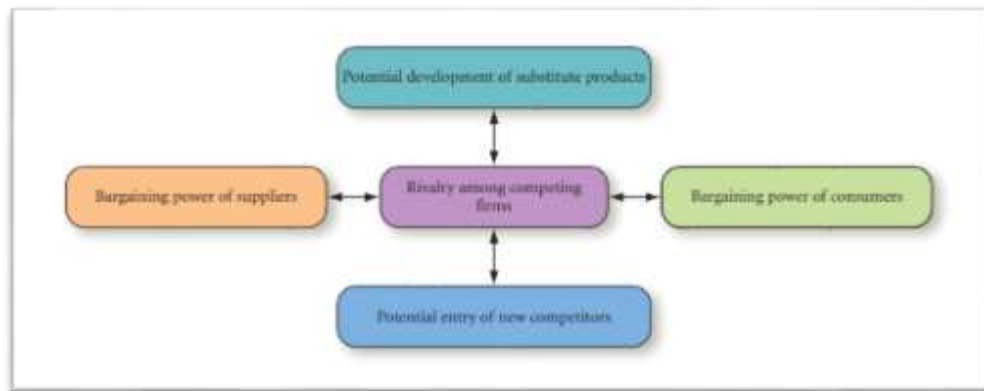 Potential development of substitute products
Bargaining power of suppliers
Rivalry among competing
firms
Bargaining power of consumers
Potential entry of new competitors